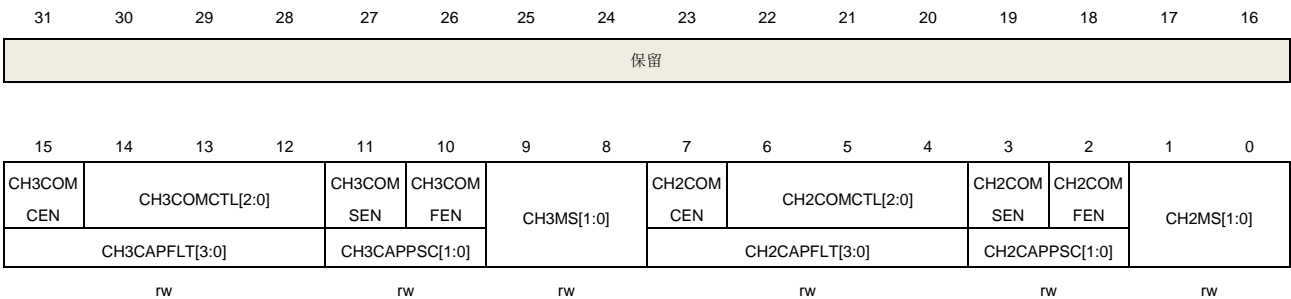 31 30 29 28 27 26 25 24 23 22 21 20 19 18 17 16
保留
15 14 13 12 11 10 9 8 7 6 5 4 3 2 1 0
CH3COM CEN CH3COMCTL[2:0] CH3COM SEN CH3COM FEN CH3MS[1:0] CH2COM CEN CH2COMCTL[2:0] CH2COM SEN CH2COM FEN CH2MS[1:0]
CH3CAPFLT[3:0] CH3CAPPSC[1:0] CH2CAPFLT[3:0] CH2CAPPSC[1:0]
rw rw rw rw rw rw